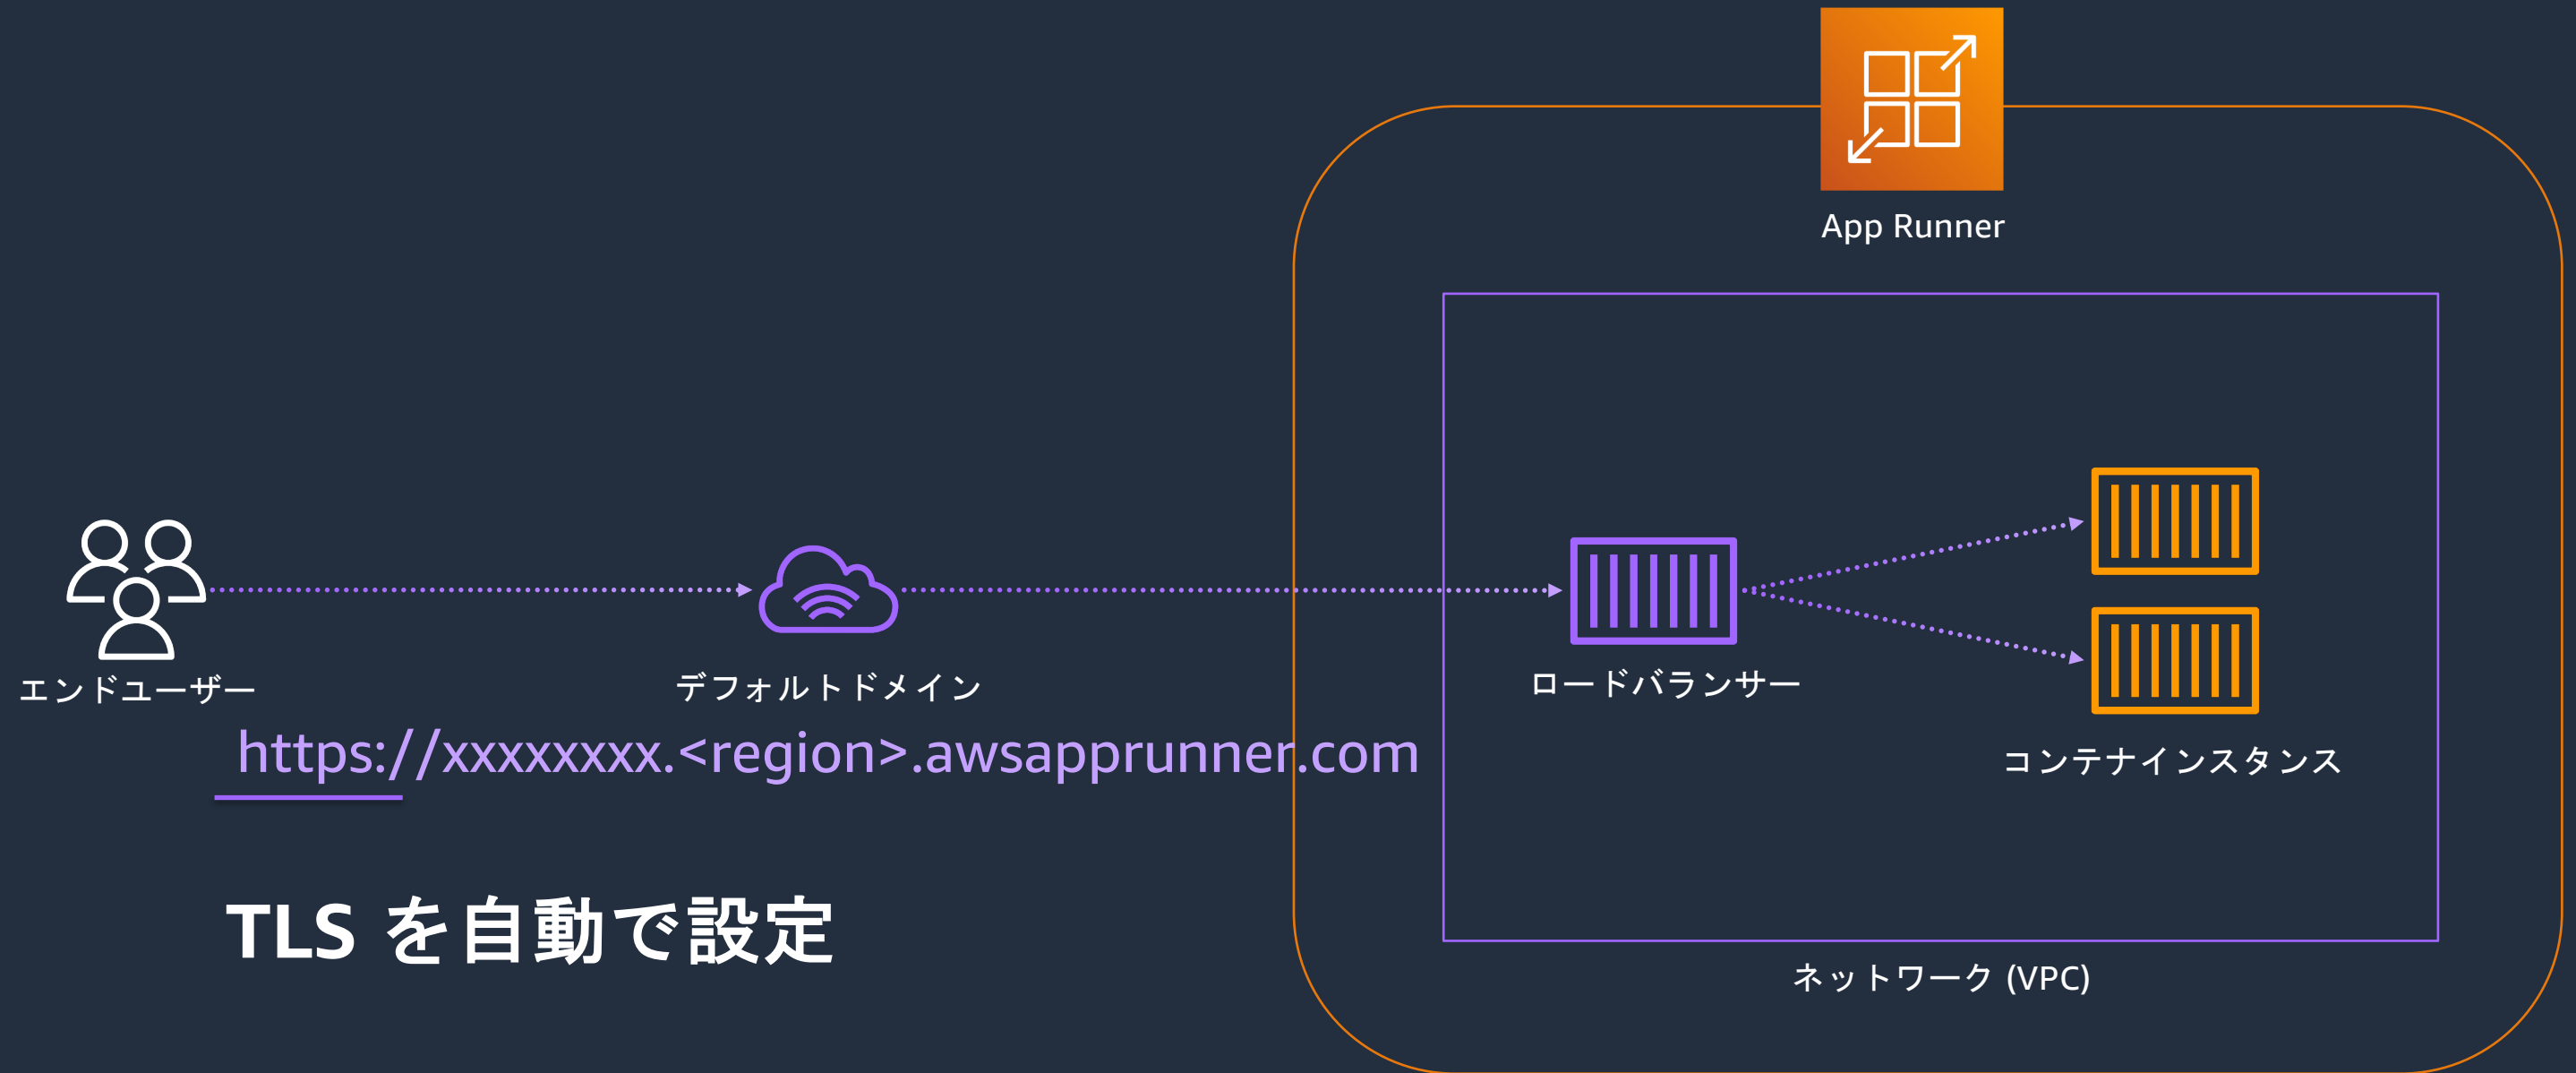 App Runner
エンドユーザー
デフォルトドメイン
ロードバランサー
https://xxxxxxxx.<region>.awsapprunner.com
コンテナインスタンス
TLS を自動で設定
ネットワーク (VPC)